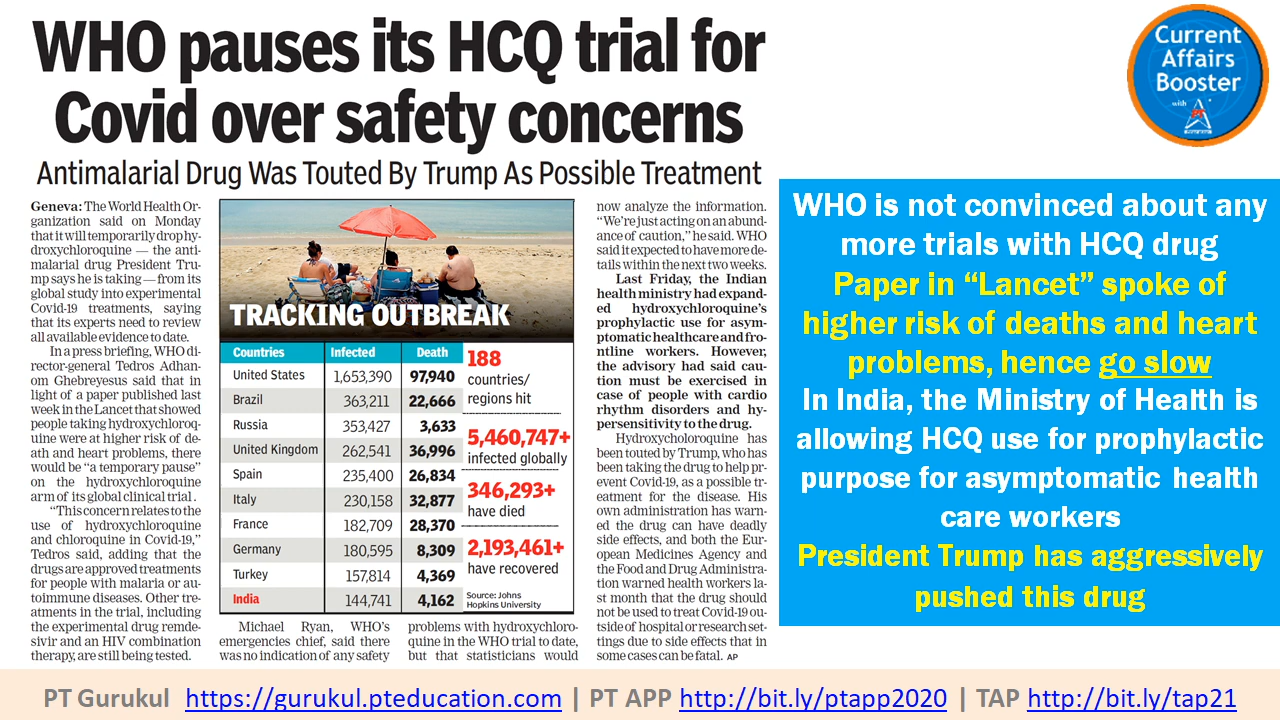 WHO pauses its HCQ trial for
Covid over safety concerns
Antimalarial Drug Was Touted By Trump As Possible Treatment
Geneva: The World Health Or-
ganization said on Monday
that it will temporarily drop hy-
droxychloroquine — the anti-
malarial drug President Tru-
mp says he is taking — from its
global study into experimental
Covid-19 treatments, saying
that its experts need to review
all available evidence to date.
In a press briefing, WHO di-
rector-general Tedros Adhan-
om Ghebreyesus said that in
light of a paper published last
week in the Lancet that showed
people taking hydroxychloroq-
uine were at higher risk of de-
ath and heart problems, there
would be “a temporary pause”
on the hydroxychloroquine
arm of its global clinical trial .
“This concern relates to the
use of hydroxychloroquine
and chloroquine in Covid-19,”
Tedros said, adding that the
drugs are approved treatments
for people with malaria or au-
toimmune diseases. Other tre-
atments in the trial, including
the experimental drug remde-
sivir and an HIV combination
therapy, are still being tested.
TRACKING OUTBREAK
Countries Infected Death
United States 1,653,390 97,940
Brazil 363,211 22,666
Russia 353,427 3,633
United Kingdom 262,541 36,996
Spain 235,400 26,834
Italy 230,158 32,877
France 182,709 28,370
Germany 180,595 8,309
Turkey 157,814 4,369
India 144,741 4,162
188
countries/
regions hit
5,460,747+
infected globally
346,293+
have died
2,193,461+
have recovered
Source: Johns
Hopkins University
Michael Ryan, WHO’s
emergencies chief, said there
was no indication of any safety
problems with hydroxychloro-
quine in the WHO trial to date,
but that statisticians would
now analyze the information.
“We’re just acting on an abund-
ance of caution,” he said. WHO
said it expected to have more de-
tails within the next two weeks.
Last Friday, the Indian
health ministry had expand-
ed hydroxychloroquine’s
prophylactic use for asym-
ptomatic healthcare and fro-
ntline workers. However,
the advisory had said cau-
tion must be exercised in
case of people with cardio
rhythm disorders and hy-
persensitivity to the drug.
Hydroxycholoroquine has
been touted by Trump, who has
been taking the drug to help pr-
event Covid-19, as a possible tr-
eatment for the disease. His
own administration has warn-
ed the drug can have deadly
side effects, and both the Eur-
opean Medicines Agency and
the Food and Drug Administra-
tion warned health workers la-
st month that the drug should
not be used to treat Covid-19 ou-
tside of hospital or research set-
tings due to side effects that in
some cases can be fatal. AP
Current
Affairs
Booster
with
WHO is not convinced about any
more trials with HCQ drug
Paper in “Lancet” spoke of
higher risk of deaths and heart
problems, hence go slow
In India, the Ministry of Health is
allowing HCQ use for prophylactic
purpose for asymptomatic health
care workers
President Trump has aggressively
pushed this drug
PT Gurukul https://gurukul.pteducation.com | PT APP http://bit.ly/ptapp2020 | TAP http://bit.ly/tap21